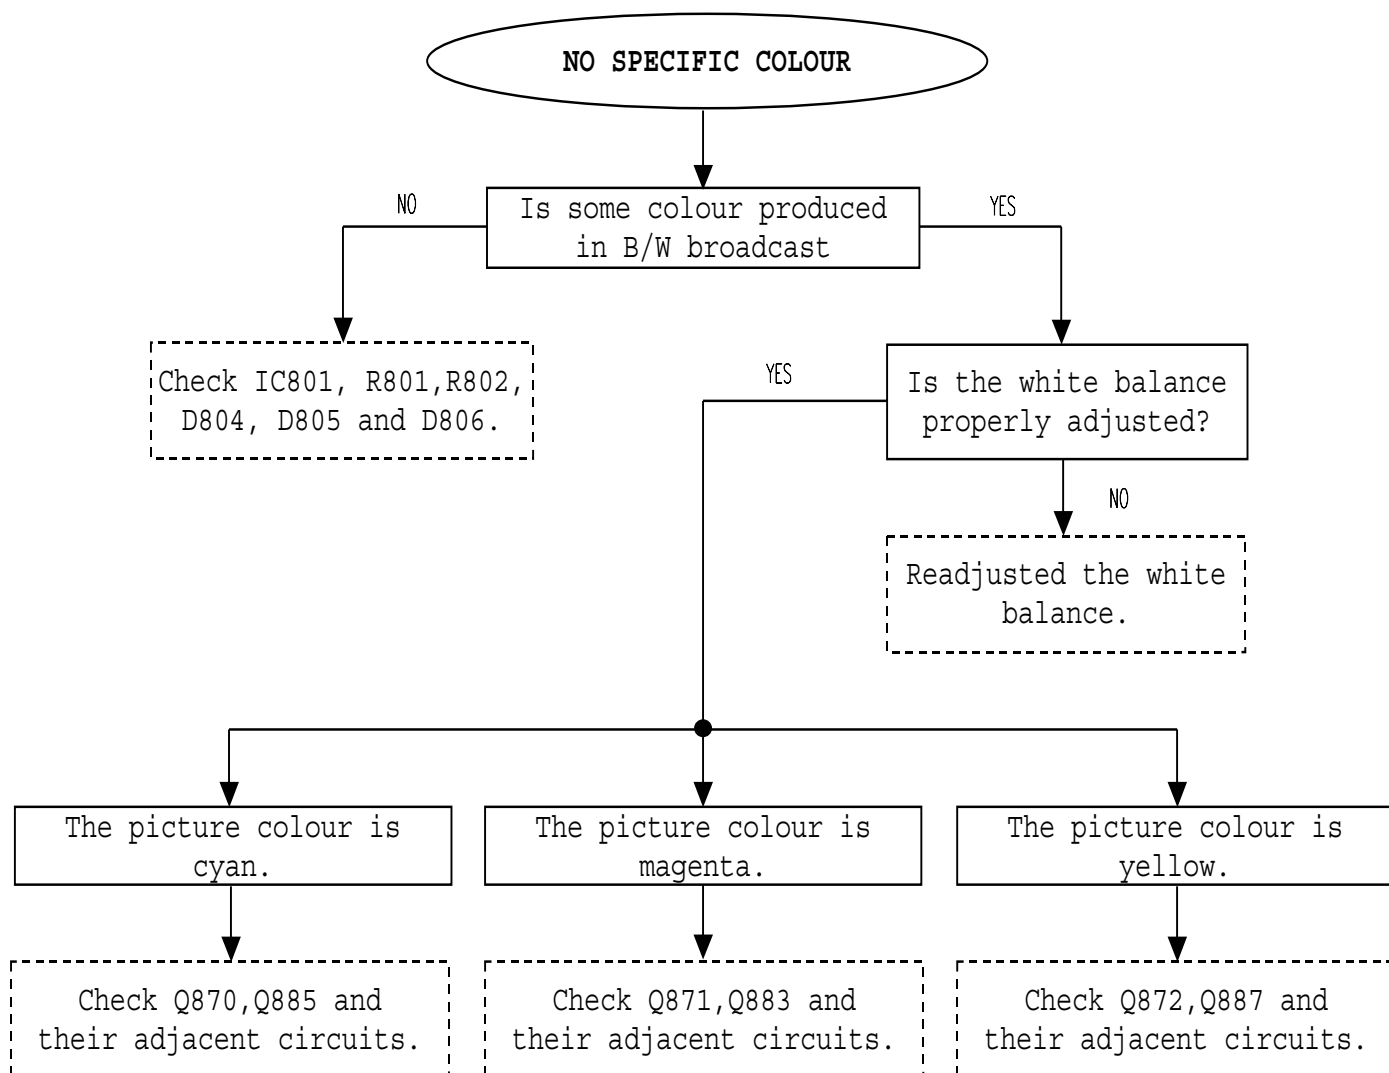 NO SPECIFIC COLOUR
NO
Is some colour produced
in B/W broadcast
YES
Check IC801, R801,R802,
D804, D805 and D806.
YES
Is the white balance
properly adjusted?
NO
Readjusted the white
balance.
The picture colour is
cyan.
The picture colour is
magenta.
The picture colour is
yellow.
Check Q870,Q885 and
their adjacent circuits.
Check Q871,Q883 and
their adjacent circuits.
Check Q872,Q887 and
their adjacent circuits.